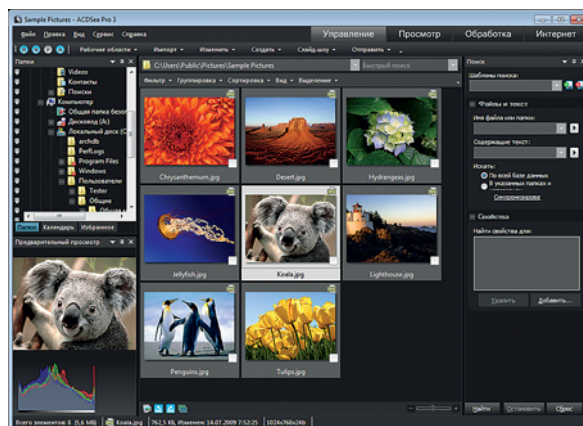 Sample Pictures - ACDSee Pro 3
Файл Правка Вид Сервис Справка
Управление Просмотр Обработка Интернет
Рабочие области Импорт Изменить Создать Слайд-шоу Отправить
Папки
C:\Users\Public\Pictures\Sample Pictures
Быстрый поиск
Поиск
Фильтр Группировка Сортировка Вид Выделение
Шаблоны поиска:
Videos
Контакты
Поиски
Компьютер
Общая папка безоп
Дисковод (A:)
Локальный диск (C
archdb
PerfLogs
Program Files
Windows
Пользователи
Tester
Общие
Файлы и текст
Имя файла или папки:
Содержащие текст:
Искать:
По всей базе данных
В указанных папках и
Синхронизировав
Chrysanthemum.jpg
Desert.jpg
Hydrangeas.jpg
Папки Календарь Избранное
Предварительный просмотр
Свойства
Найти свойства для:
Jellyfish.jpg
Koala.jpg
Lighthouse.jpg
Удалить Добавить...
Penguins.jpg
Tulips.jpg
Найти Остановить Сброс
Всего элементов: 8 (5,6 МБ) Koala.jpg 762,5 КБ, Изменен: 14.07.2009 7:52:25 1024x768x24b